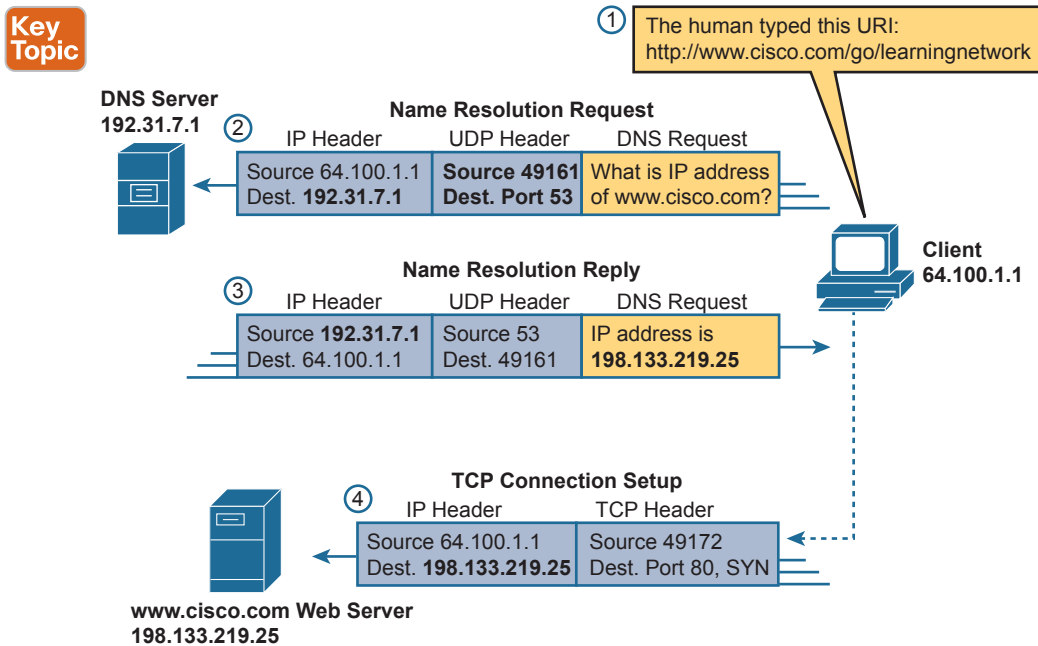 Key
Topic
1
The human typed this URI:
http://www.cisco.com/go/learningnetwork
DNS Server
192.31.7.1
Name Resolution Request
2
IP Header
UDP Header
DNS Request
Source 64.100.1.1
Dest. 192.31.7.1
Source 49161
Dest. Port 53
What is IP address
of www.cisco.com?
Client
64.100.1.1
Name Resolution Reply
3
IP Header
UDP Header
DNS Request
Source 192.31.7.1
Dest. 64.100.1.1
Source 53
Dest. 49161
IP address is
198.133.219.25
TCP Connection Setup
4
IP Header
TCP Header
Source 64.100.1.1
Dest. 198.133.219.25
Source 49172
Dest. Port 80, SYN
www.cisco.com Web Server
198.133.219.25